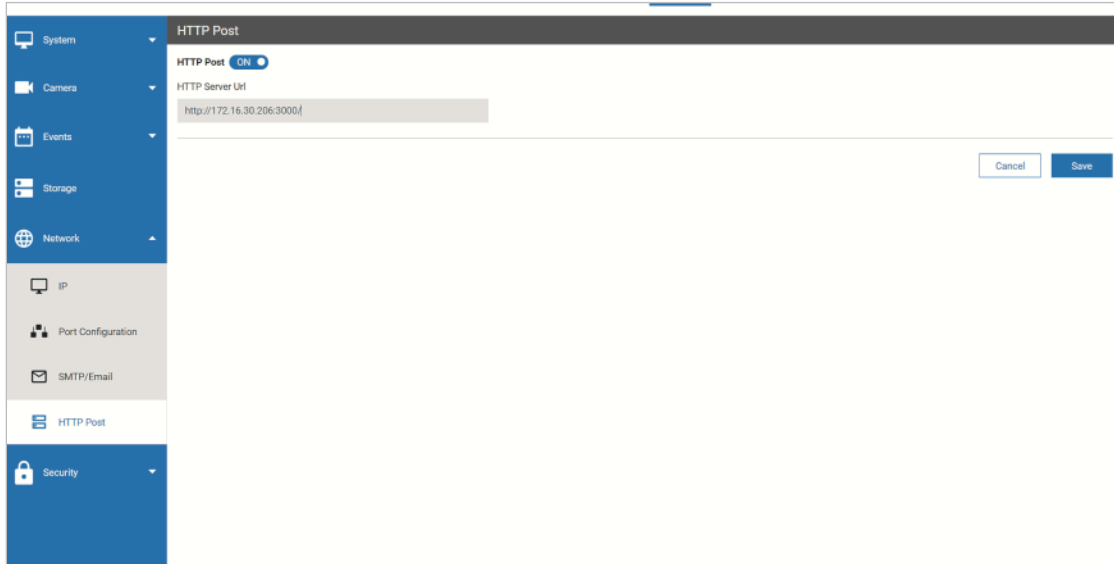 System
Camera
Events
Storage
Network
IP
Port Configuration
SMTP/Email
HTTP Post
Security
HTTP Post
HTTP Post ON
HTTP Server Url
http://172.16.30.206:3000/
Cancel Save